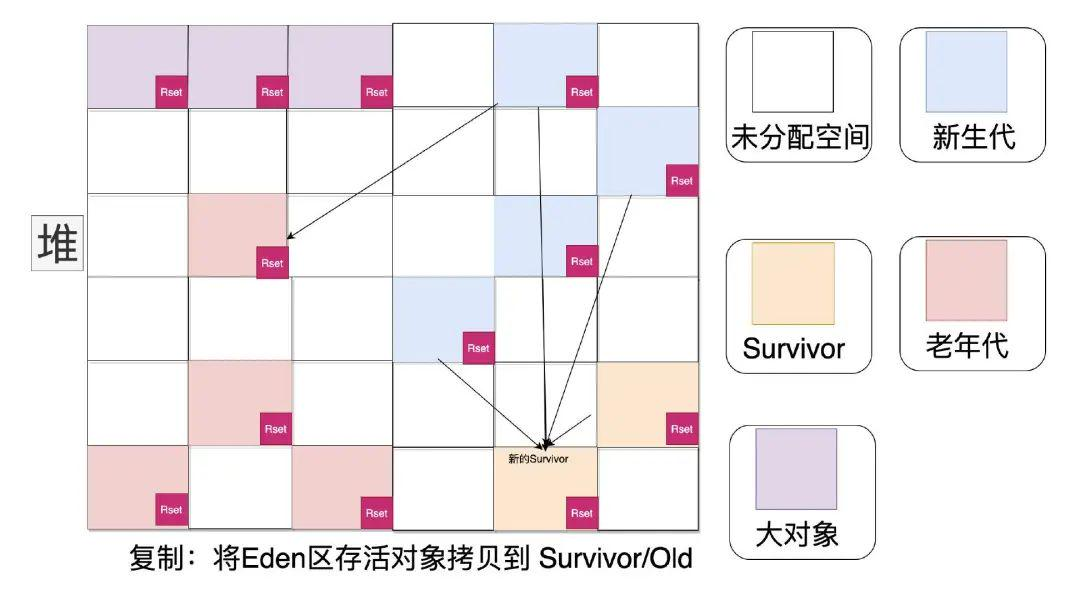 Rset Rset Rset Rset
未分配空间 新生代
Rset
堆
Rset Rset
Rset
Survivor 老年代
Rset Rset
新的Survivor
Rset Rset Rset
大对象
复制：将Eden区存活对象拷贝到 Survivor/Old